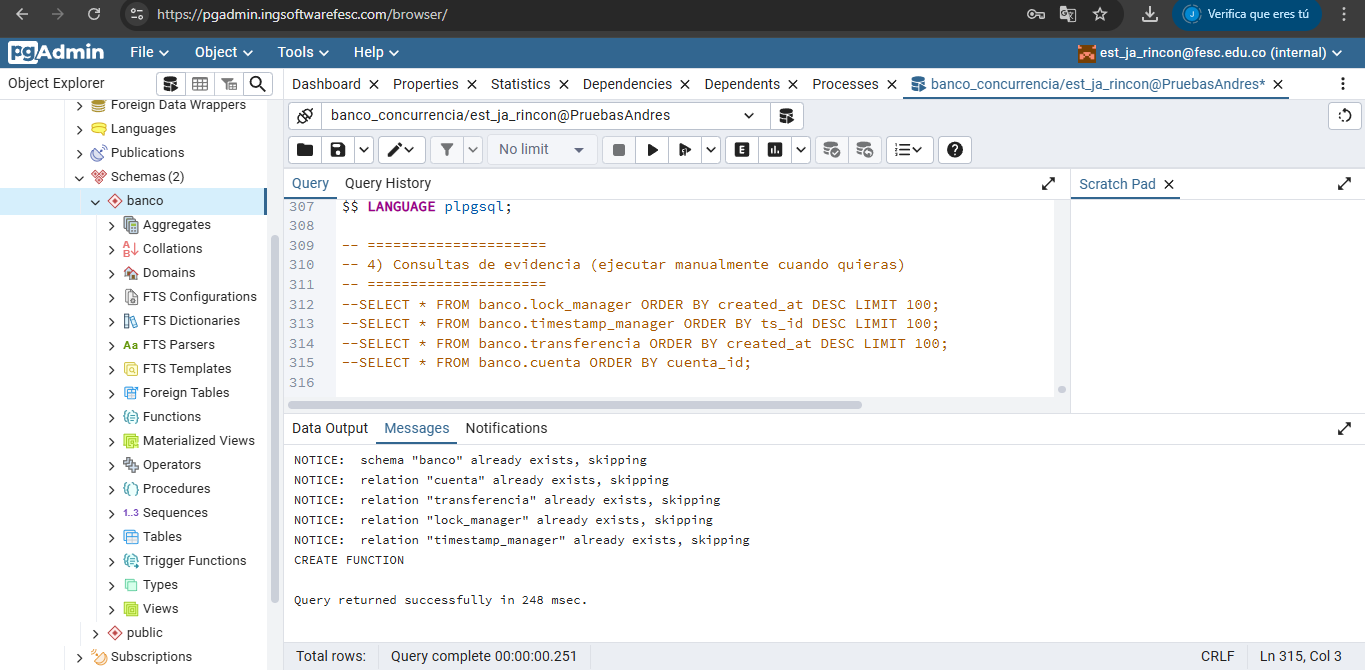 https://pgadmin.ingsoftwarefesc.com/browser/
J Verifica que eres tú
pgAdmin File Object Tools Help est_ja_rincon@fesc.edu.co (internal)
Object Explorer
Dashboard Properties Statistics Dependencies Dependents Processes banco_concurrencia/est_ja_rincon@PruebasAndres*
Foreign Data Wrappers
Languages
Publications
Schemas (2)
banco
Aggregates
Collations
Domains
FTS Configurations
FTS Dictionaries
Aa FTS Parsers
FTS Templates
Foreign Tables
Functions
Materialized Views
Operators
Procedures
1..3 Sequences
Tables
Trigger Functions
Types
Views
public
Subscriptions
banco_concurrencia/est_ja_rincon@PruebasAndres
No limit E
Query Query History
Scratch Pad
307 $$ LANGUAGE plpgsql;
308
309 -- =====================
310 -- 4) Consultas de evidencia (ejecutar manualmente cuando quieras)
311 -- =====================
312 --SELECT * FROM banco.lock_manager ORDER BY created_at DESC LIMIT 100;
313 --SELECT * FROM banco.timestamp_manager ORDER BY ts_id DESC LIMIT 100;
314 --SELECT * FROM banco.transferencia ORDER BY created_at DESC LIMIT 100;
315 --SELECT * FROM banco.cuenta ORDER BY cuenta_id;
316
Data Output Messages Notifications
NOTICE:  schema "banco" already exists, skipping
NOTICE:  relation "cuenta" already exists, skipping
NOTICE:  relation "transferencia" already exists, skipping
NOTICE:  relation "lock_manager" already exists, skipping
NOTICE:  relation "timestamp_manager" already exists, skipping
CREATE FUNCTION
Query returned successfully in 248 msec.
Total rows: Query complete 00:00:00.251 CRLF Ln 315, Col 3